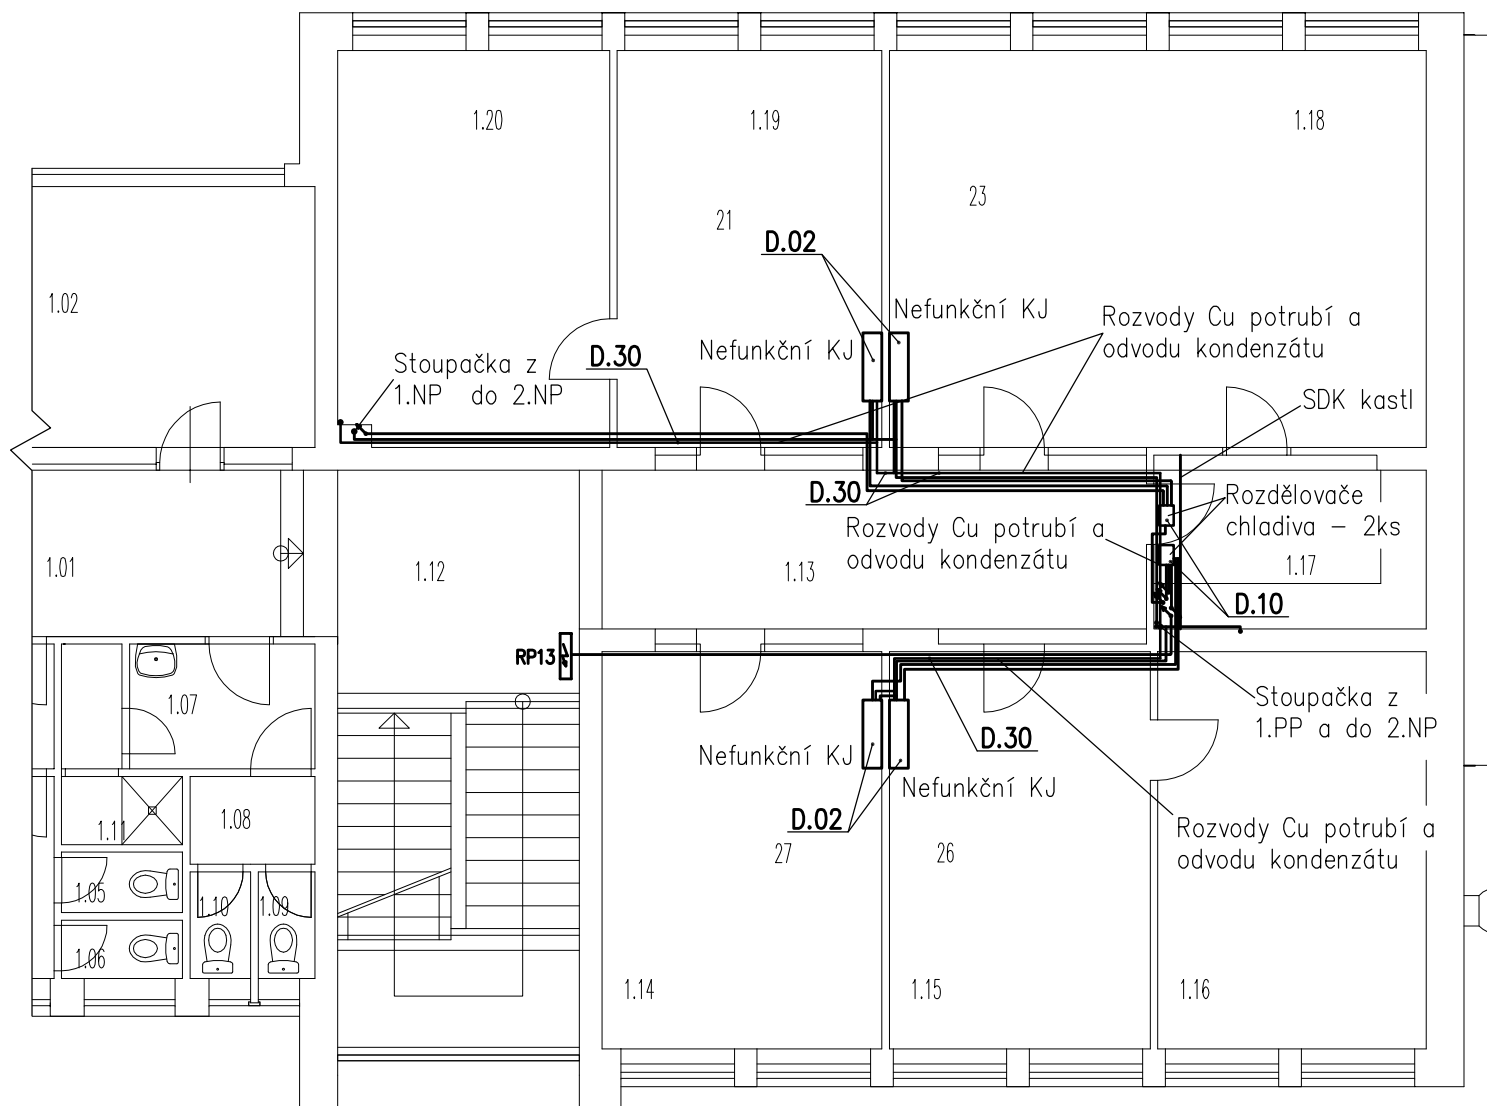 1.20
1.19
1.18
23
21
D.02
1.02
Nefunkční KJ
Rozvody Cu potrubí a
odvodu kondenzátu
Nefunkční KJ
D.30
Stoupačka z
1.NP do 2.NP
SDK kastl
D.30
Rozdělovače
chladiva – 2ks
Rozvody Cu potrubí a
odvodu kondenzátu
1.01
1.12
1.13
1.17
D.10
RP13
1.07
Stoupačka z
1.PP a do 2.NP
D.30
Nefunkční KJ
Nefunkční KJ
D.02
1.11
1.08
Rozvody Cu potrubí a
odvodu kondenzátu
27
26
1.05
1.10
1.09
1.06
1.14
1.15
1.16